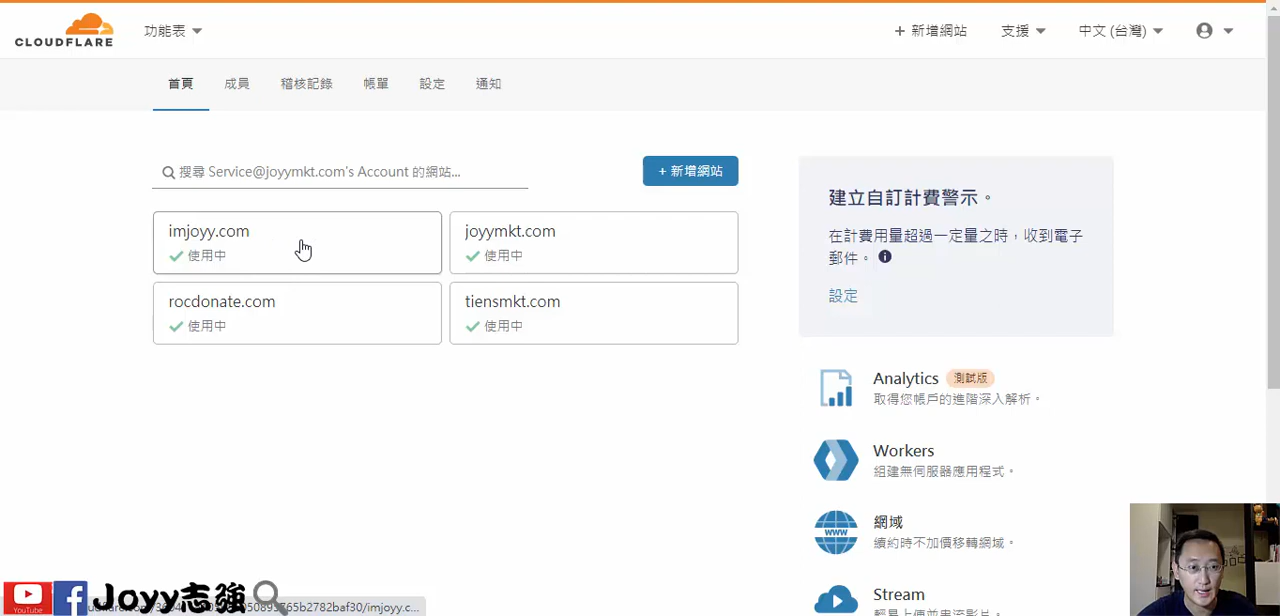 CLOUDFLARE
功能表
+ 新增網站
支援
中文 (台灣)
首頁
成員
稽核記錄
帳單
設定
通知
搜尋 Service@joyymkt.com's Account 的網站...
+ 新增網站
imjoyy.com
使用中
joyymkt.com
使用中
rocdonate.com
使用中
tiensmkt.com
使用中
建立自訂計費警示。
在計費用量超過一定量之時，收到電子
郵件。
設定
Analytics 測試版
取得您帳戶的進階深入解析。
Workers
組建無伺服器應用程式。
WWW
網域
續約時不加價移轉網域。
Stream
YouTube
Joyy志強